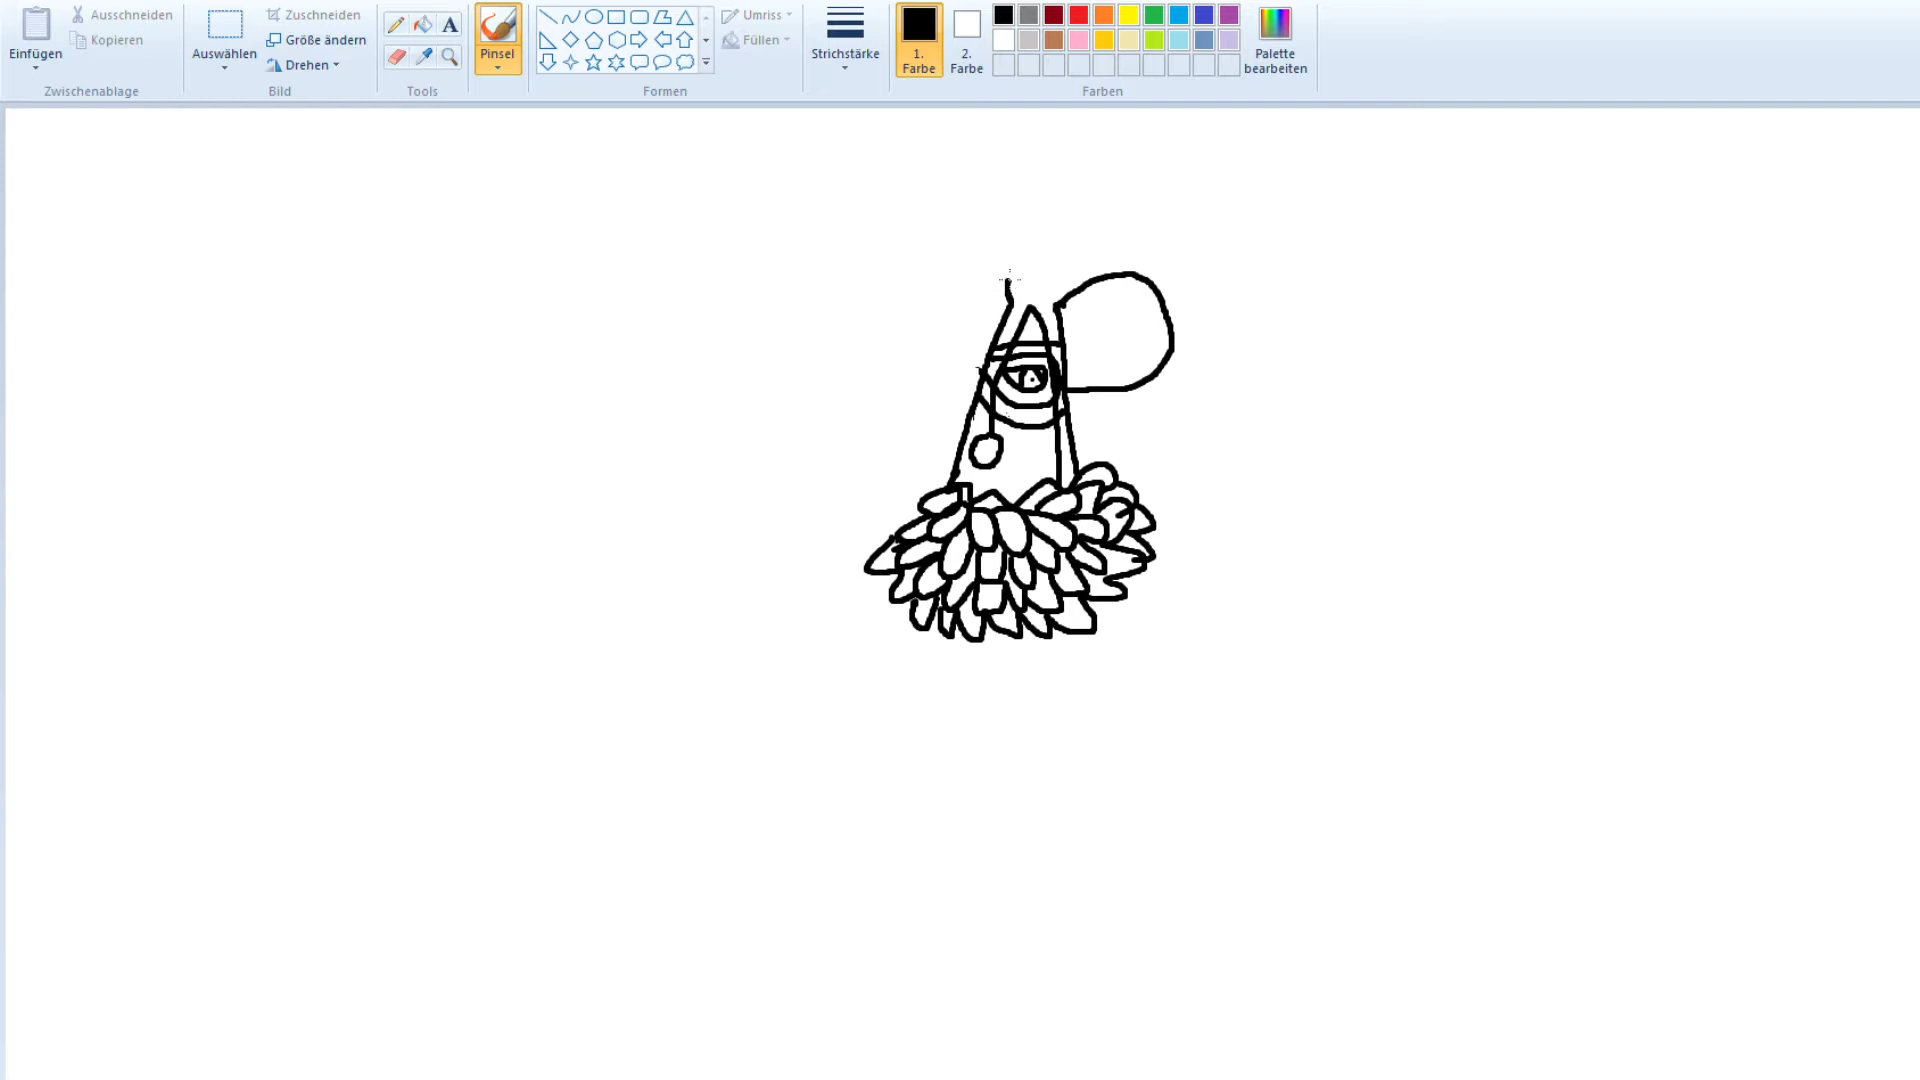 Einfügen
Ausschneiden
Kopieren
Zwischenablage
Auswählen
Zuschneiden
Größe ändern
Drehen
Bild
A
Tools
Pinsel
Formen
Umriss
Füllen
Strichstärke
1.
Farbe
2.
Farbe
Farben
Palette
bearbeiten